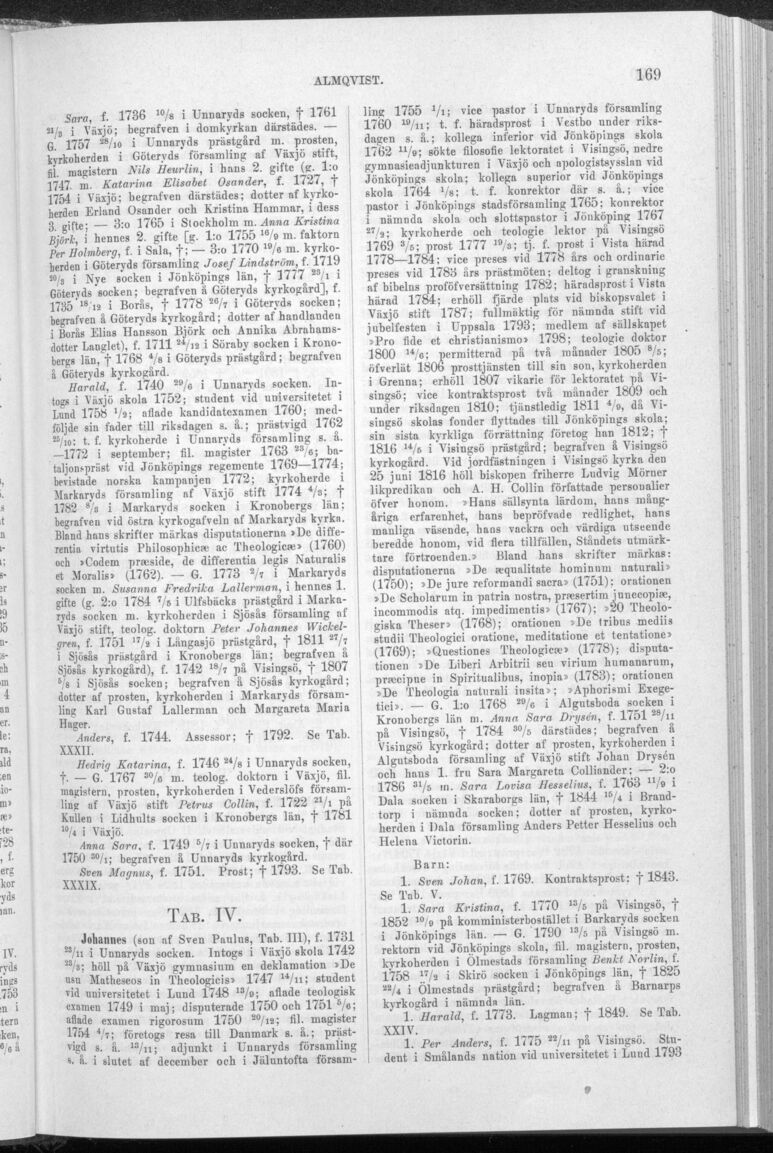 ALMQVIST.
169
Sara, f. 1736 10/8 i Unnaryds socken, † 1761
21/3 i Växjö; begrafven i domkyrkan därstädes. —
G. 1757 28/10 i Unnaryds prästgård m. prosten,
kyrkoherden i Göteryds församling af Växjö stift,
fil. magistern Nils Heurlin, i hans 2. gifte (g. 1:o
1747 m. Katarina Elisabet Osander, f. 1727, †
1754 i Växjö; begrafven därstädes; dotter af kyrko-
herden Erland Osander och Kristina Hammar, i dess
3. gifte; — 3:o 1765 i Stockholm m. Anna Kristina
Björk, i hennes 2. gifte [g. 1:o 1755 16/9 m. faktorn
Per Holmberg, f. i Sala, †; — 3:o 1770 19/6 m. kyrko-
herden i Göteryds församling Josef Lindström, f. 1719
20/3 i Nye socken i Jönköpings län, † 1777 23/1 i
Göteryds socken; begrafven å Göteryds kyrkogård], f.
1735 18/12 i Borås, † 1778 26/7 i Göteryds socken;
begrafven å Göteryds kyrkogård; dotter af handlanden
i Borås Elias Hansson Björk och Annika Abrahams-
dotter Langlet), f. 1711 24/12 i Söraby socken i Krono-
bergs län, † 1768 4/8 i Göteryds prästgård; begrafven
å Göteryds kyrkogård.
Harald, f. 1740 29/6 i Unnaryds socken. In-
togs i Växjö skola 1752; student vid universitetet i
Lund 1758 1/2; aflade kandidatexamen 1760; med-
följde sin fader till riksdagen s. å.; prästvigd 1762
25/10; t. f. kyrkoherde i Unnaryds församling s. å.
—1772 i september; fil. magister 1763 23/6; ba-
taljonspräst vid Jönköpings regemente 1769—1774;
bevistade norska kampanjen 1772; kyrkoherde i
Markaryds församling af Växjö stift 1774 4/3; †
1782 8/3 i Markaryds socken i Kronobergs län;
begrafven vid östra kyrkogafveln af Markaryds kyrka.
Bland hans skrifter märkas disputationerna »De diffe-
rentia virtutis Philosophicæ ac Theologicæ» (1760)
och »Codem præside, de differentia legis Naturalis
et Moralis» (1762). — G. 1773 2/7 i Markaryds
socken m. Susanna Fredrika Lallerman, i hennes 1.
gifte (g. 2:o 1784 7/5 i Ulfsbäcks prästgård i Marka-
ryds socken m. kyrkoherden i Sjösås församling af
Växjö stift, teolog. doktorn Peter Johannes Wickel-
gren, f. 1751 17/2 i Långasjö prästgård, † 1811 27/7
i Sjösås prästgård i Kronobergs län; begrafven å
Sjösås kyrkogård), f. 1742 18/7 på Visingsö, † 1807
5/8 i Sjösås socken; begrafven å Sjösås kyrkogård;
dotter af prosten, kyrkoherden i Markaryds försam-
ling Karl Gustaf Lallerman och Margareta Maria
Hager.
Anders, f. 1744. Assessor; † 1792. Se Tab.
XXXII.
Hedvig Katarina, f. 1746 24/8 i Unnaryds socken,
†. — G. 1767 30/6 m. teolog. doktorn i Växjö, fil.
magistern, prosten, kyrkoherden i Vederslöfs försam-
ling af Växjö stift Petrus Collin, f. 1722 21/1 på
Kullen i Lidhults socken i Kronobergs län, † 1781
10/4 i Växjö.
Anna Sara, f. 1749 5/7 i Unnaryds socken, † där
1750 30/1; begrafven å Unnaryds kyrkogård.
Sven Magnus, f. 1751. Prost; † 1793. Se Tab.
XXXIX.
TAB. IV.
Johannes (son af Sven Paulus, Tab. III), f. 1731
23/11 i Unnaryds socken. Intogs i Växjö skola 1742
23/3; höll på Växjö gymnasium en deklamation »De
usu Matheseos in Theologicis» 1747 14/11; student
vid universitetet i Lund 1748 13/9; aflade teologisk
examen 1749 i maj; disputerade 1750 och 1751 5/6;
aflade examen rigorosum 1750 20/12; fil. magister
1754 4/7; företogs resa till Danmark s. å.; präst-
vigd s. å. 13/11; adjunkt i Unnaryds församling
s. å. i slutet af december och i Jäluntofta försam-
ling 1755 1/1; vice pastor i Unnaryds församling
1760 19/11; t. f. häradsprost i Vestbo under riks-
dagen s. å.; kollega inferior vid Jönköpings skola
1762 11/9; sökte filosofie lektoratet i Visingsö, nedre
gymnasieadjunkturen i Växjö och apologistsysslan vid
Jönköpings skola; kollega superior vid Jönköpings
skola 1764 1/8; t. f. konrektor där s. å.; vice
pastor i Jönköpings stadsförsamling 1765; konrektor
i nämnda skola och slottspastor i Jönköping 1767
27/2; kyrkoherde och teologie lektor på Visingsö
1769 3/5; prost 1777 19/3; tj. f. prost i Vista härad
1778—1784; vice preses vid 1778 års och ordinarie
preses vid 1783 års prästmöten; deltog i granskning
af bibelns proföfversättning 1782; häradsprost i Vista
härad 1784; erhöll fjärde plats vid biskopsvalet i
Växjö stift 1787; fullmäktig för nämnda stift vid
jubelfesten i Uppsala 1793; medlem af sällskapet
»Pro fide et christianismo» 1798; teologie doktor
1800 14/6; permitterad på två månader 1805 8/5;
öfverlät 1806 prosttjänsten till sin son, kyrkoherden
i Grenna; erhöll 1807 vikarie för lektoratet på Vi-
singsö; vice kontraktsprost två månader 1809 och
under riksdagen 1810; tjänstledig 1811 4/9, då Vi-
singsö skolas fonder flyttades till Jönköpings skola;
sin sista kyrkliga förrättning företog han 1812; †
1816 14/5 i Visingsö prästgård; begrafven å Visingsö
kyrkogård. Vid jordfästningen i Visingsö kyrka den
25 juni 1816 höll biskopen friherre Ludvig Mörner
likpredikan och A. H. Collin författade personalier
öfver honom. »Hans sällsynta lärdom, hans mång-
åriga erfarenhet, hans bepröfvade redlighet, hans
manliga väsende, hans vackra och värdiga utseende
beredde honom, vid flera tillfällen, Ståndets utmärk-
tare förtroenden.» Bland hans skrifter märkas:
disputationerna »De æqualitate hominum naturali»
(1750); »De jure reformandi sacra» (1751); orationen
»De Scholarum in patria nostra, præsertim junecopiæ,
incommodis atq. impedimentis» (1767); »20 Theolo-
giska Theser» (1768); orationen »De tribus mediis
studii Theologici oratione, meditatione et tentatione»
(1769); »Questiones Theologicæ» (1778); disputa-
tionen »De Liberi Arbitrii seu virium humanarum,
præcipue in Spiritualibus, inopia» (1783); orationen
»De Theologia naturali insita»; »Aphorismi Exege-
tici». — G. 1:o 1768 29/6 i Algutsboda socken i
Kronobergs län m. Anna Sara Drysén, f. 1751 28/11
på Visingsö, † 1784 30/5 därstädes; begrafven å
Visingsö kyrkogård; dotter af prosten, kyrkoherden i
Algutsboda församling af Växjö stift Johan Drysén
och hans 1. fru Sara Margareta Colliander; — 2:o
1786 31/5 m. Sara Lovisa Hesselius, f. 1763 11/9 i
Dala socken i Skaraborgs län, † 1844 15/4 i Brand-
torp i nämnda socken; dotter af prosten, kyrko-
herden i Dala församling Anders Petter Hesselius och
Helena Victorin.
Barn:
1. Sven Johan, f. 1769. Kontraktsprost; † 1843.
Se Tab. V.
1. Sara Kristina, f. 1770 13/5 på Visingsö, †
1852 10/9 på komministerbostället i Barkaryds socken
i Jönköpings län. — G. 1790 13/5 på Visingsö m.
rektorn vid Jönköpings skola, fil. magistern, prosten,
kyrkoherden i Ölmestads församling Benkt Norlin, f.
1758 17/2 i Skirö socken i Jönköpings län, † 1825
22/4 i Ölmestads prästgård; begrafven å Barnarps
kyrkogård i nämnda län.
1. Harald, f. 1773. Lagman; † 1849. Se Tab.
XXIV.
1. Per Anders, f. 1775 22/11 på Visingsö. Stu-
dent i Smålands nation vid universitetet i Lund 1793